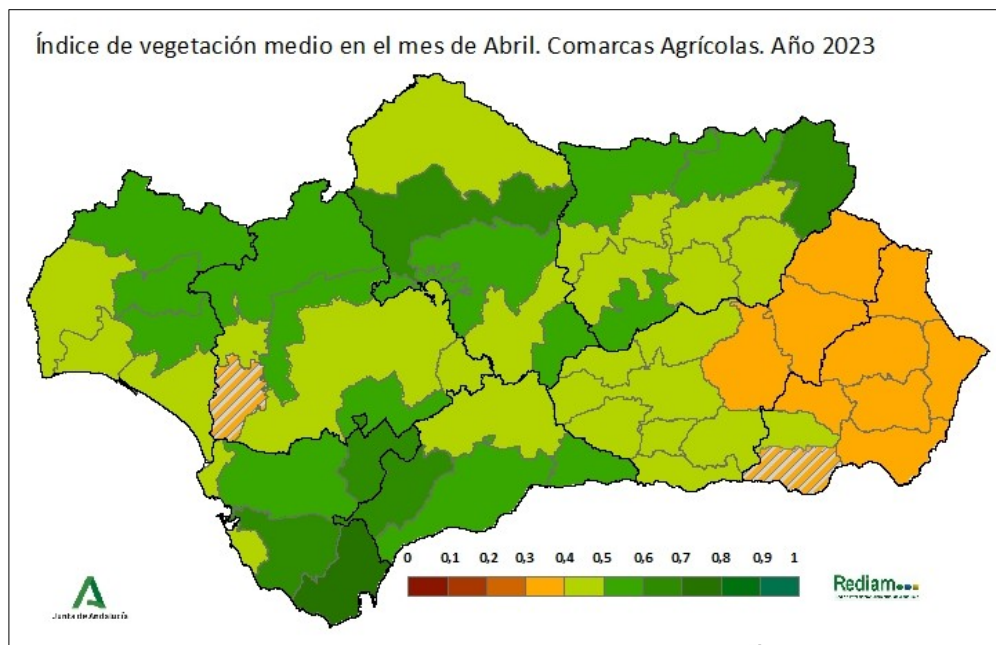 Índice de vegetación medio en el mes de Abril. Comarcas Agrícolas. Año 2023
0 0,1 0,2 0,3 0,4 0,5 0,6 0,7 0,8 0,9 1
Junta de Andalucía
Rediam